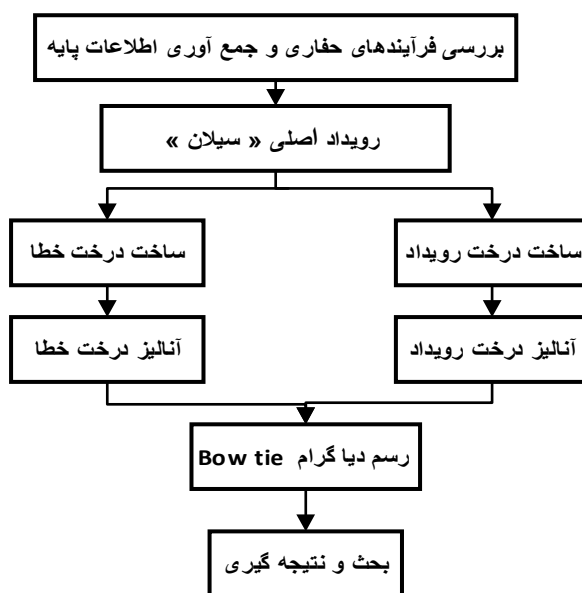 بررسی فرآیندهای حفاری و جمع آوری اطلاعات پایه
رویداد أصلی « سیلان »
ساخت درخت رویداد
ساخت درخت خطا
آنالیز درخت رویداد
آنالیز درخت خطا
رسم دیا گرام Bow tie
بحث و نتیجه گیری